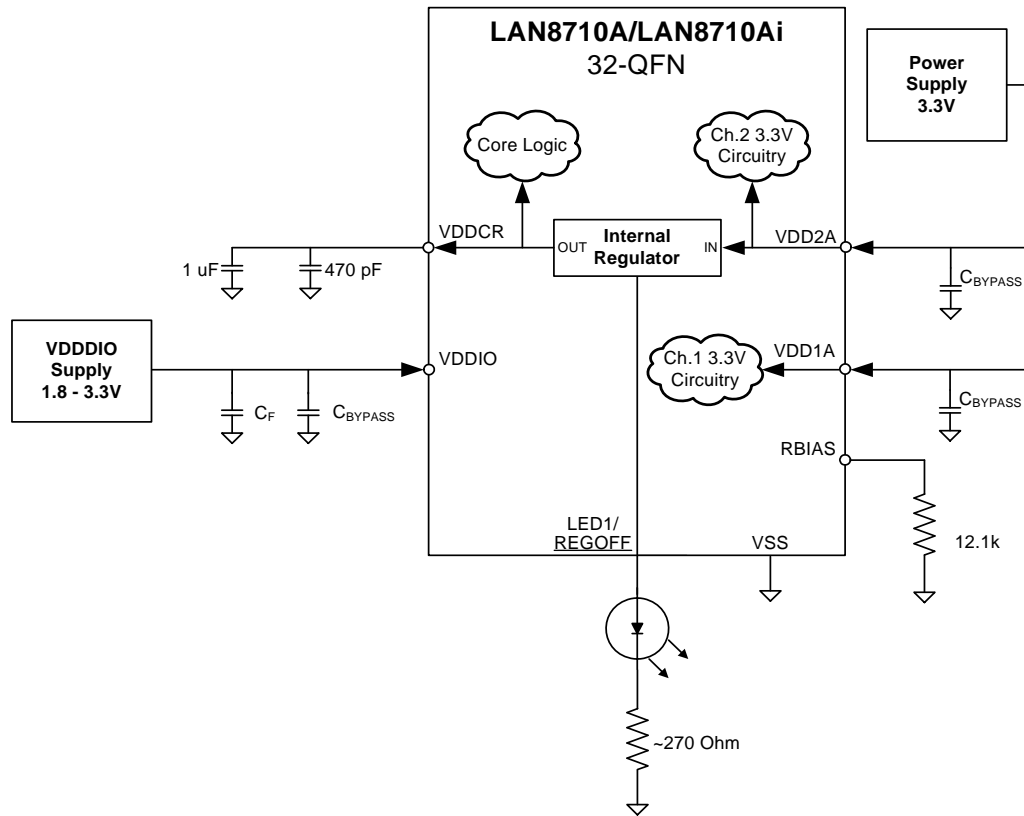 LAN8710A/LAN8710Ai
32-QFN
Power
Supply
3.3V
Core Logic
Ch.2 3.3V
Circuitry
VDDCR
OUT
Internal
Regulator
IN
VDD2A
1 uF
470 pF
CBYPASS
VDDDIO
Supply
1.8 - 3.3V
VDDIO
CF
CBYPASS
Ch.1 3.3V
Circuitry
VDD1A
CBYPASS
RBIAS
12.1k
LED1/
REGOFF
VSS
~270 Ohm